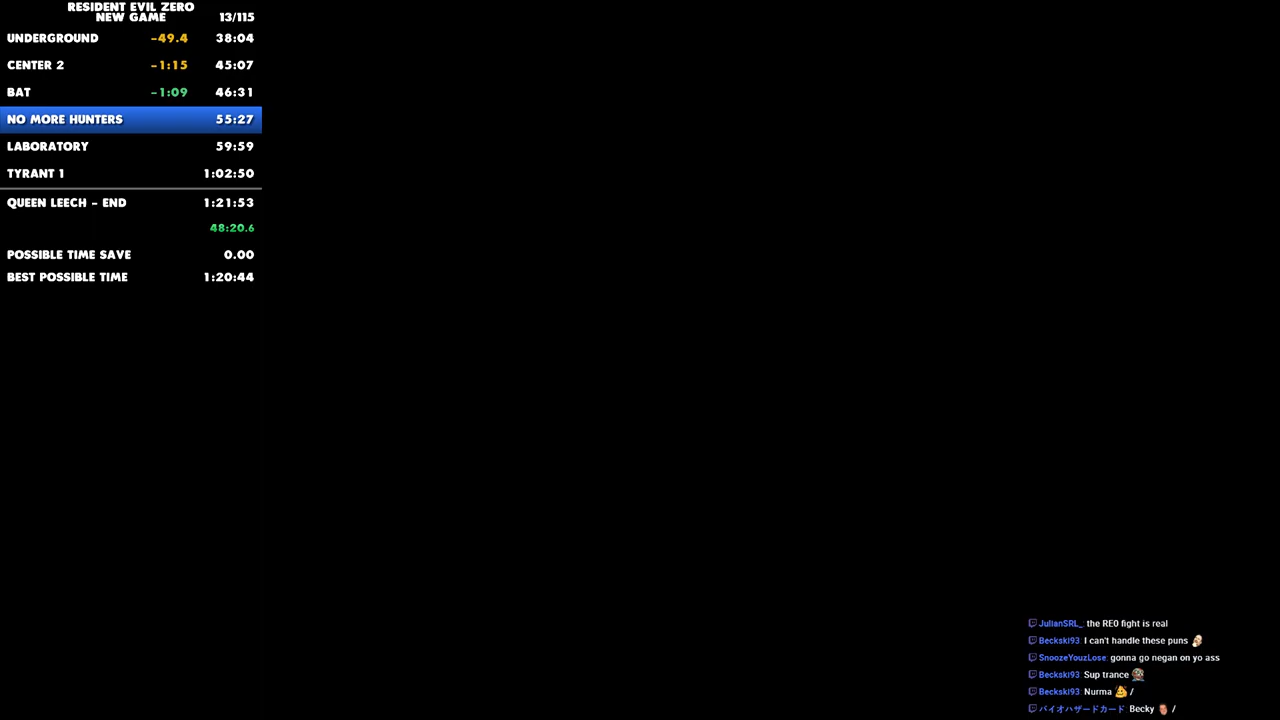 RESIDENT EVIL ZERO
NEW GAME 13/115
UNDERGROUND -49.4 38:04
CENTER 2 -1:15 45:07
BAT -1:09 46:31
NO MORE HUNTERS 55:27
LABORATORY 59:59
TYRANT 1 1:02:50
QUEEN LEECH - END 1:21:53
48:20.6
POSSIBLE TIME SAVE 0.00
BEST POSSIBLE TIME 1:20:44
JulianSRL_: the RE0 fight is real
Beckski93: I can't handle these puns
SnoozeYouzLose: gonna go negan on yo ass
Beckski93: Sup trance
Beckski93: Nurma /
バイオハザードカード: Becky /